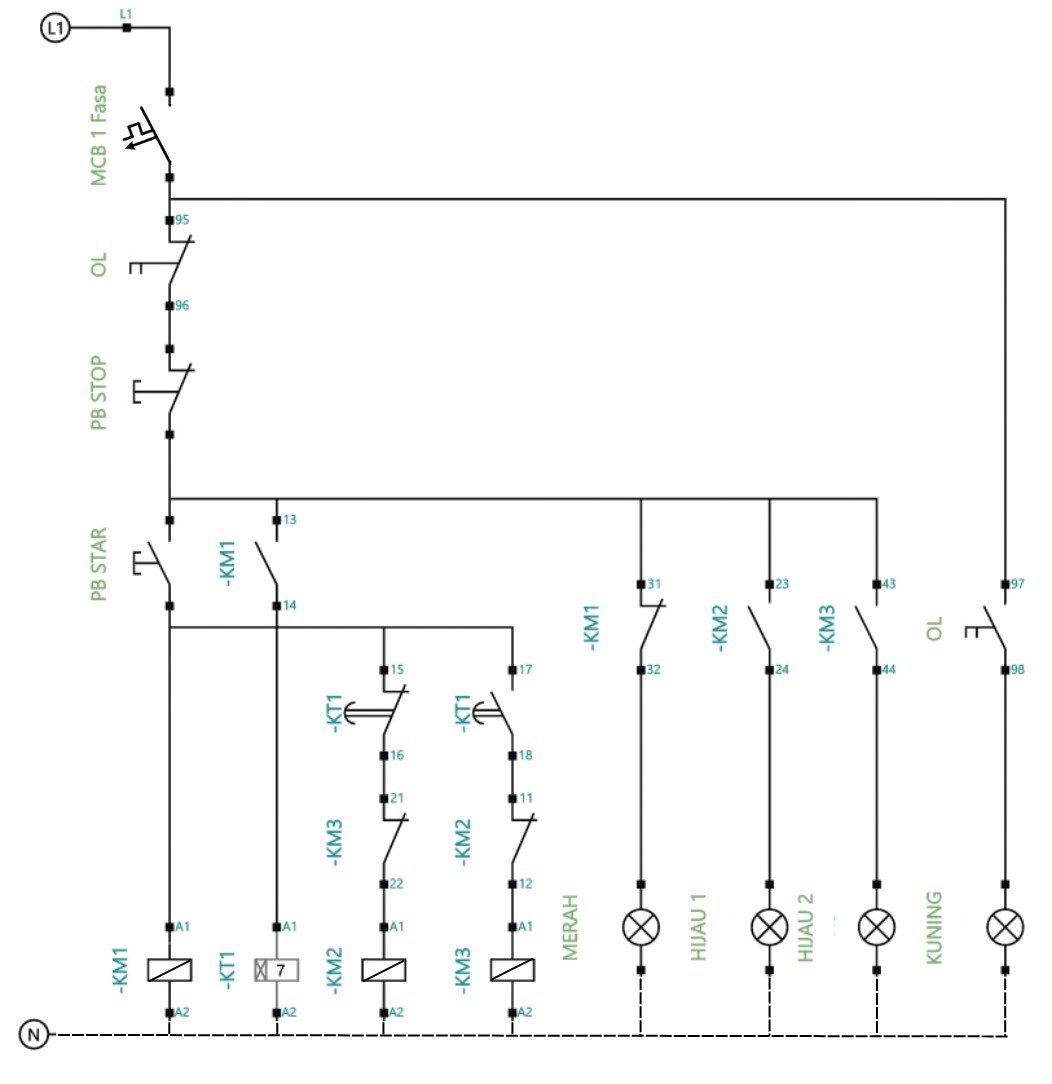 L1
L1
MCB 1 Fasa
95
OL
96
PB STOP
PB STAR
-KM1
13
14
-KM1
31
32
-KM2
23
24
-KM3
43
44
OL
97
98
-KT1
15
16
-KT1
17
18
-KM3
21
22
-KM2
11
12
MERAH
HIJAU 1
HIJAU 2
KUNING
-KM1
A1
A2
-KT1
A1
7
A2
-KM2
A1
A2
-KM3
A1
A2
N